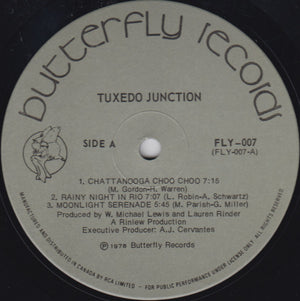 butterfly records
TUXEDO JUNCTION
SIDE A
FLY-007
(FLY-007-A)
1. CHATTANOOGA CHOO CHOO 7:15
(M. Gordon-H. Warren)
2. RAINY NIGHT IN RIO 7:07 (L. Robin-A. Schwartz)
3. MOONLIGHT SERENADE 5:45 (M. Parish-G. Miller)
Produced by W. Michael Lewis and Lauren Rinder
A Rinlew Production
Executive Producer: A.J. Cervantes
℗ 1978 Butterfly Records
MANUFACTURED AND DISTRIBUTED IN CANADA BY RCA LIMITED - FOR PUBLIC PERFORMANCE UNDER LICENSE ONLY